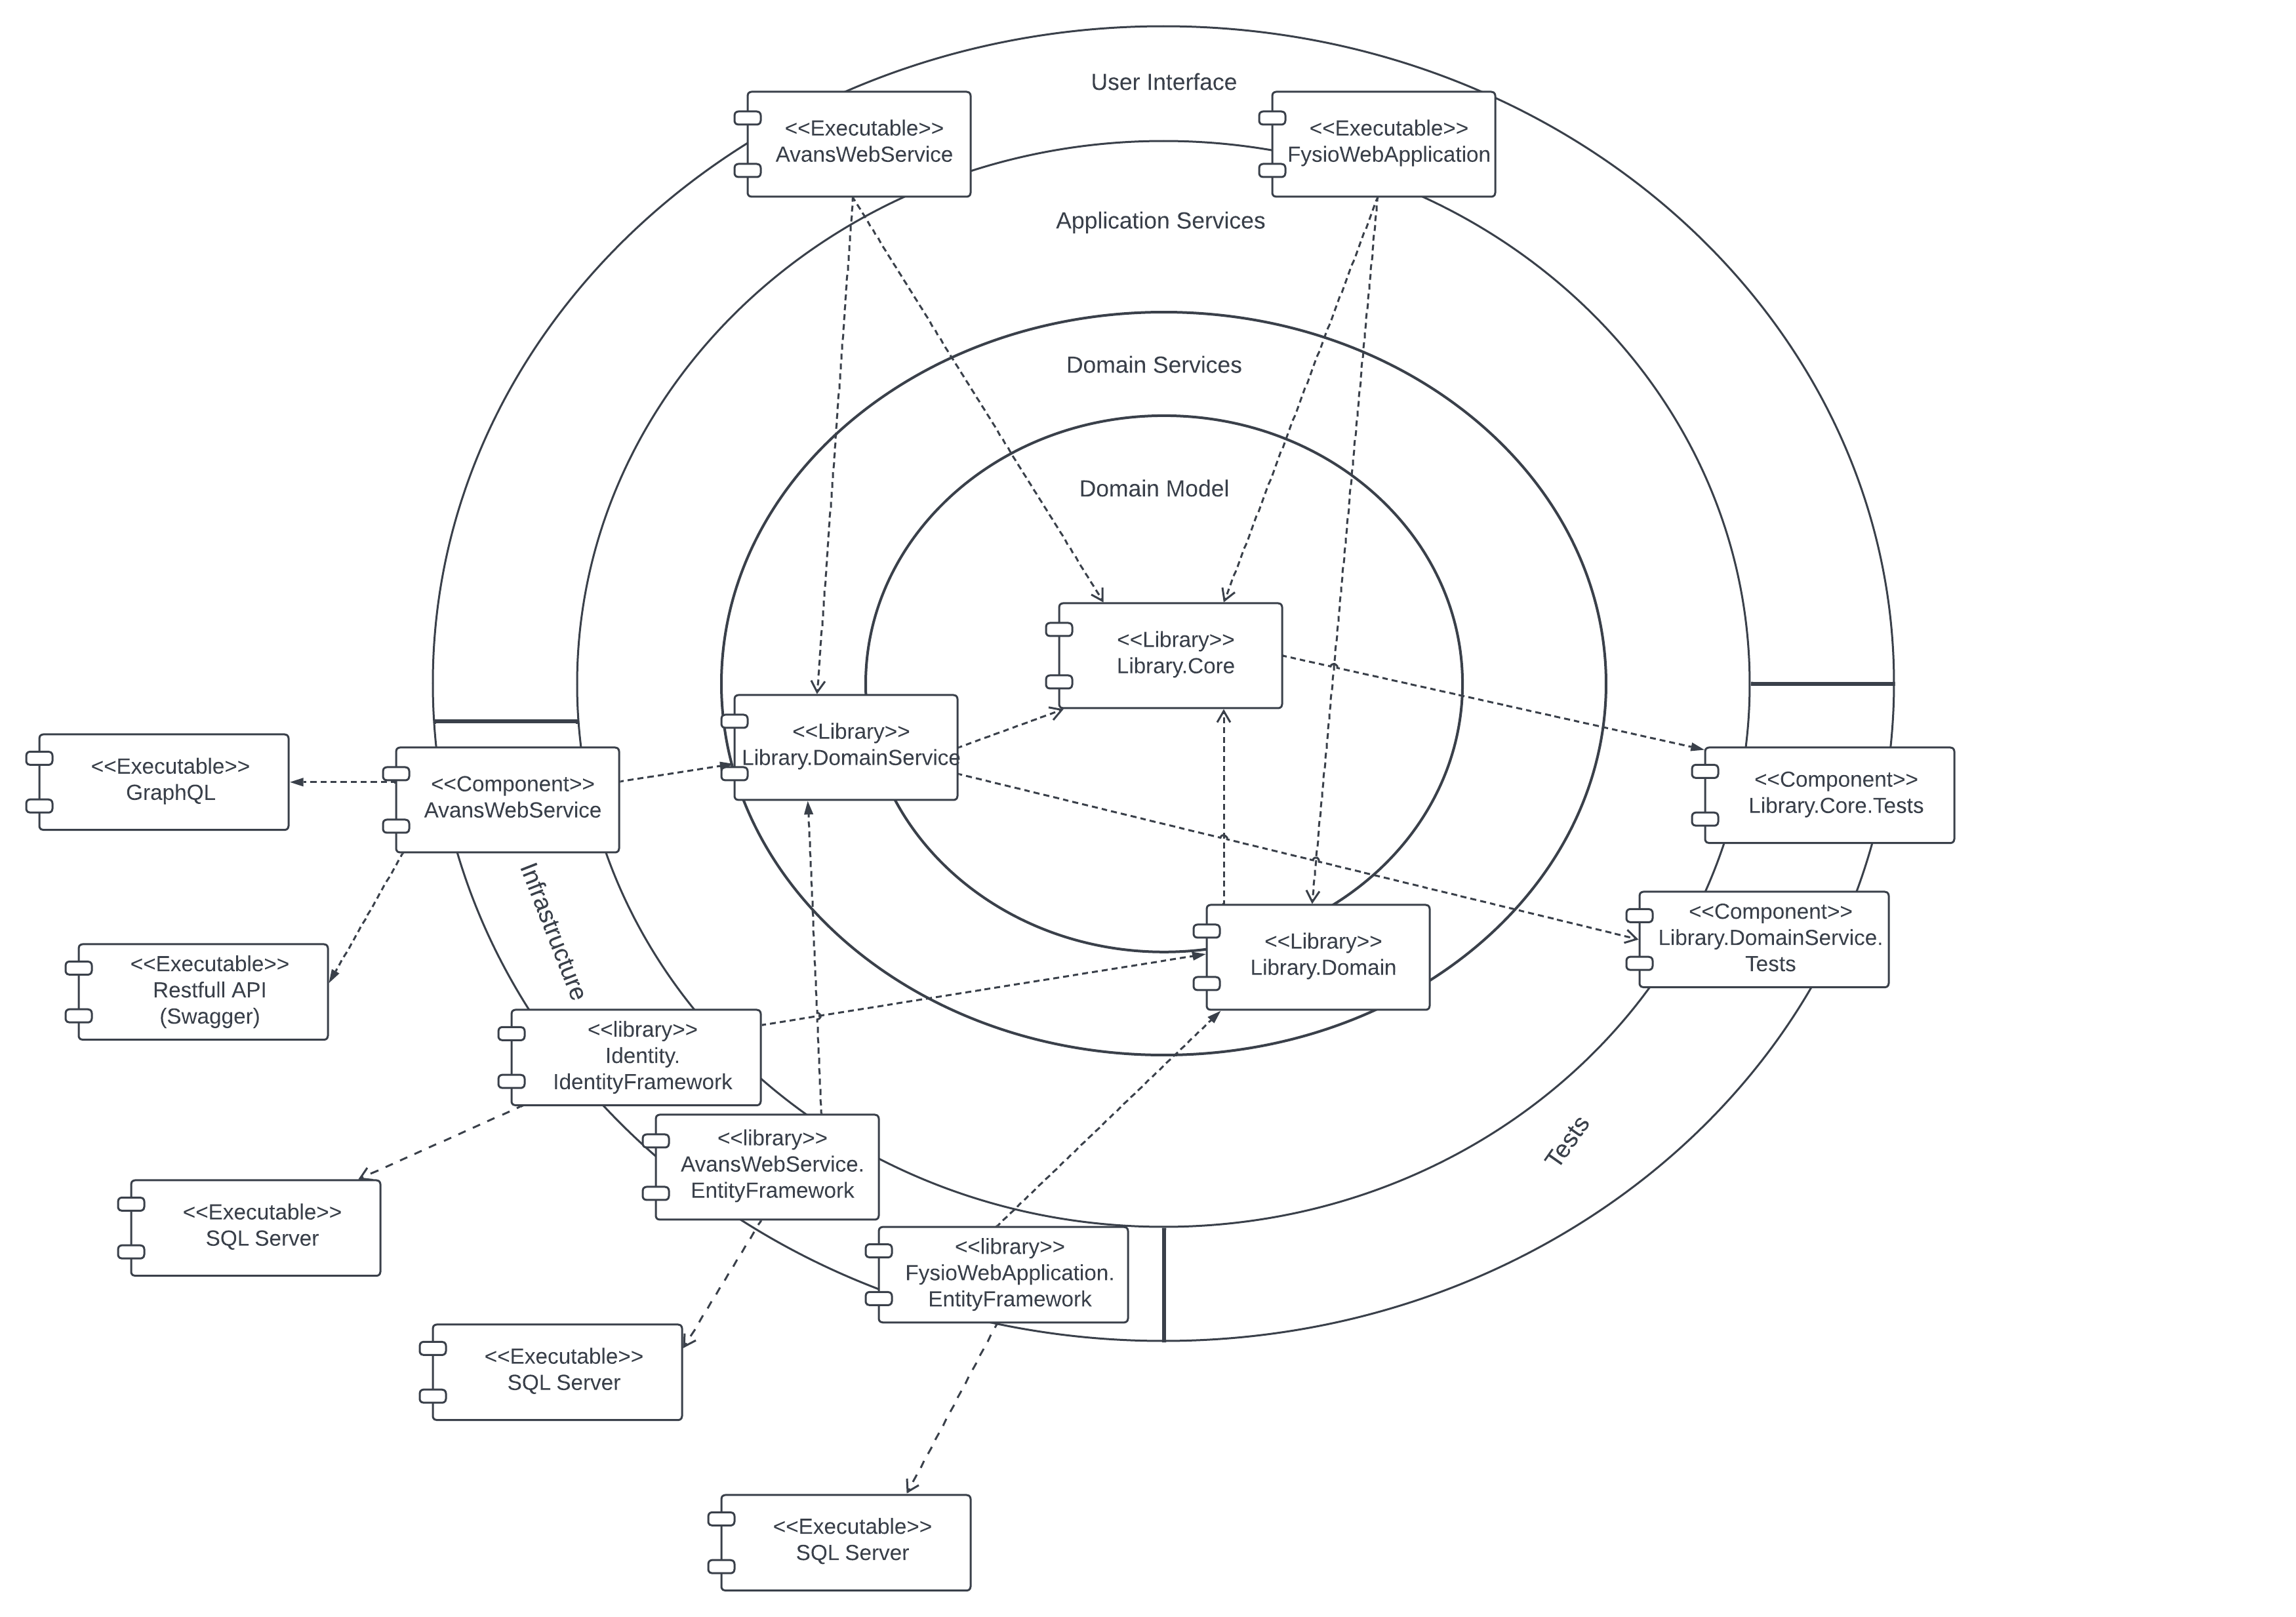 User Interface
<<Executable>>
AvansWebService
<<Executable>>
FysioWebApplication
Application Services
Domain Services
Domain Model
<<Library>>
Library.Core
<<Library>>
Library.DomainService
<<Executable>>
GraphQL
<<Component>>
AvansWebService
<<Component>>
Library.Core.Tests
Infrastructure
<<Component>>
Library.DomainService.
Tests
<<Library>>
Library.Domain
<<Executable>>
Restfull API
(Swagger)
<<library>>
Identity.
IdentityFramework
<<library>>
AvansWebService.
EntityFramework
Tests
<<Executable>>
SQL Server
<<library>>
FysioWebApplication.
EntityFramework
<<Executable>>
SQL Server
<<Executable>>
SQL Server